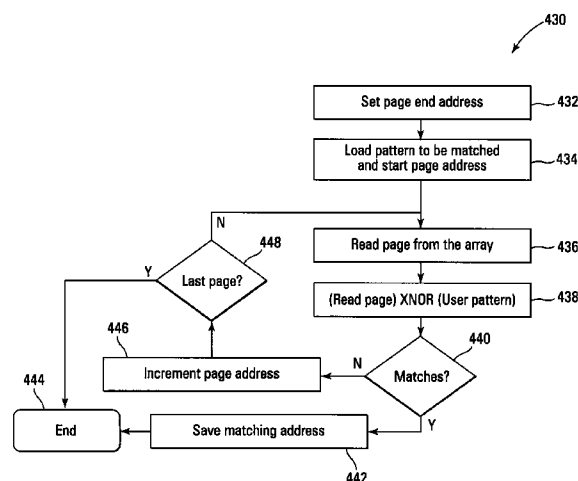 430
Set page end address
432
Load pattern to be matched
and start page address
434
N
448
Y
Last page?
Read page from the array
436
(Read page) XNOR (User pattern)
438
446
440
Increment page address
N
Matches?
444
Y
End
Save matching address
442